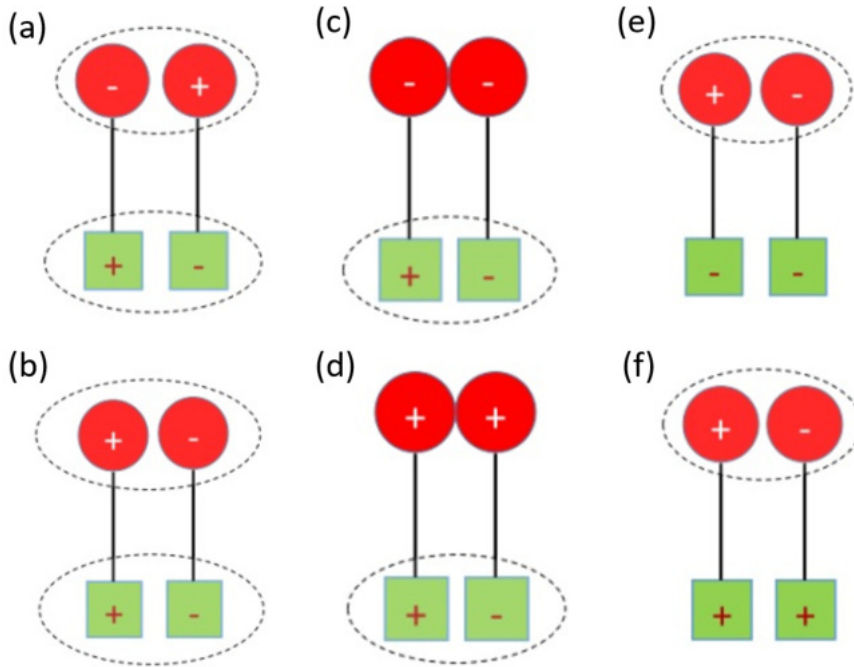 (a) (c) (e)
- + - - + -
+ - + - - -
(b) (d) (f)
+ - + + + -
+ - + - + +